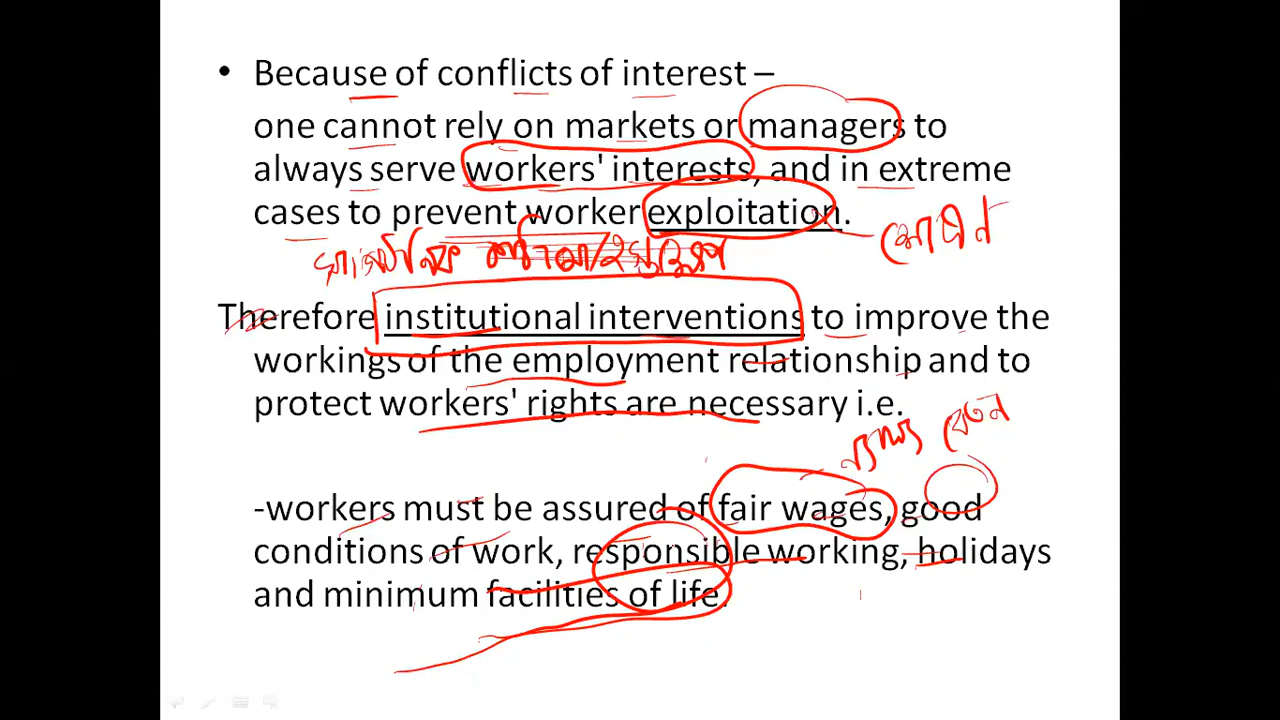 • Because of conflicts of interest –
one cannot rely on markets or managers to
always serve workers' interests, and in extreme
cases to prevent worker exploitation.
শোষন
Therefore institutional interventions to improve the
workings of the employment relationship and to
protect workers' rights are necessary i.e.
বেতন
-workers must be assured of fair wages, good
conditions of work, responsible working, holidays
and minimum facilities of life.